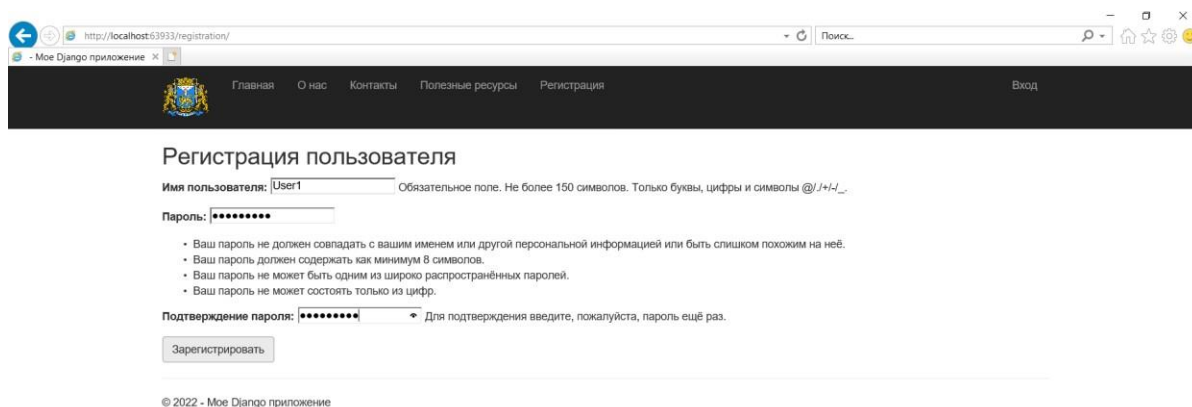 http://localhost:63933/registration/
Поиск...
- Мое Django приложение
Главная О нас Контакты Полезные ресурсы Регистрация Вход
Регистрация пользователя
Имя пользователя: User1 Обязательное поле. Не более 150 символов. Только буквы, цифры и символы @/./+/-/_.
Пароль: •••••••••
• Ваш пароль не должен совпадать с вашим именем или другой персональной информацией или быть слишком похожим на неё.
• Ваш пароль должен содержать как минимум 8 символов.
• Ваш пароль не может быть одним из широко распространённых паролей.
• Ваш пароль не может состоять только из цифр.
Подтверждение пароля: ••••••••• Для подтверждения введите, пожалуйста, пароль ещё раз.
Зарегистрировать
© 2022 - Мое Django приложение